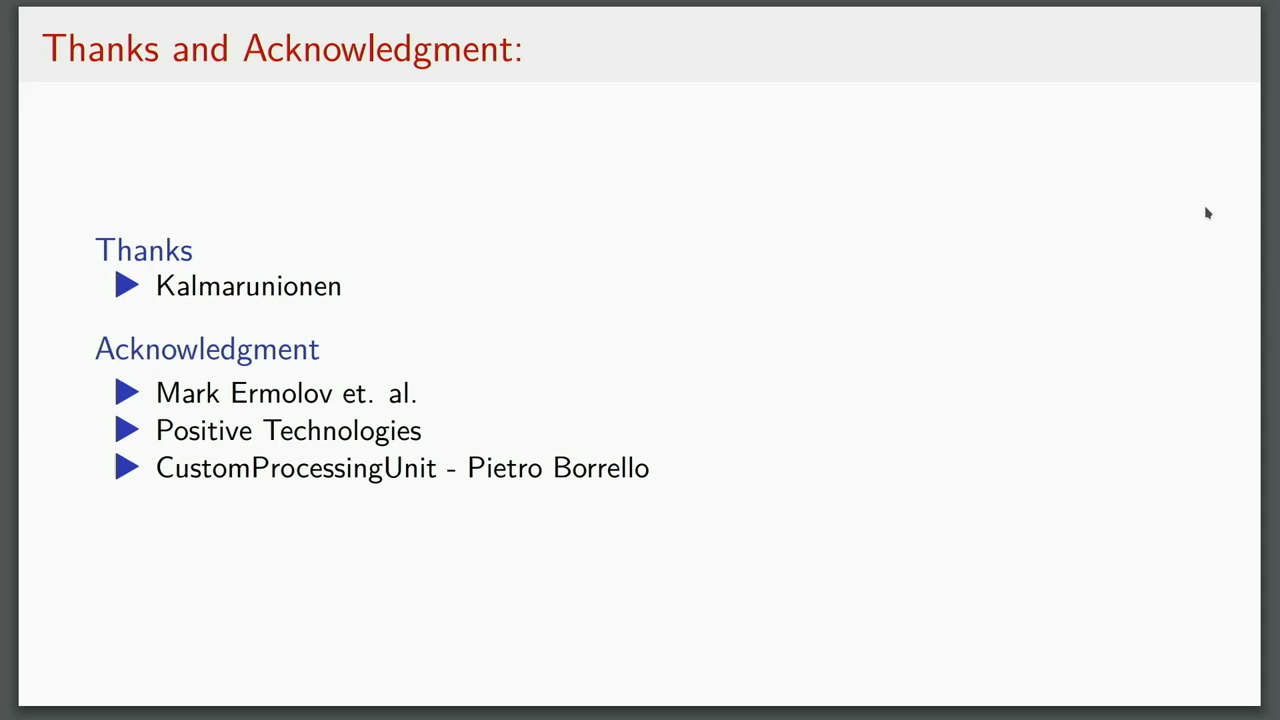 Thanks and Acknowledgment:
Thanks
Kalmarunionen
Acknowledgment
Mark Ermolov et. al.
Positive Technologies
CustomProcessingUnit - Pietro Borrello